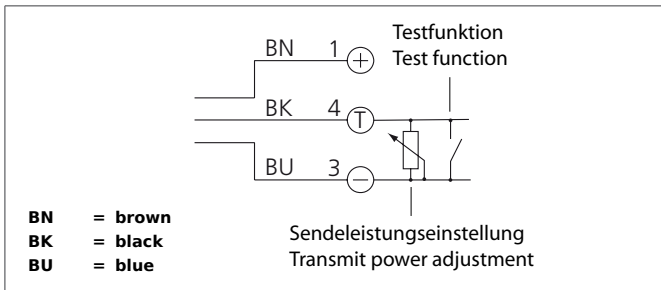 Testfunktion
Test function
BN 1 +
BK 4 T
BU 3 −
BN = brown
BK = black
BU = blue
Sendeleistungseinstellung
Transmit power adjustment